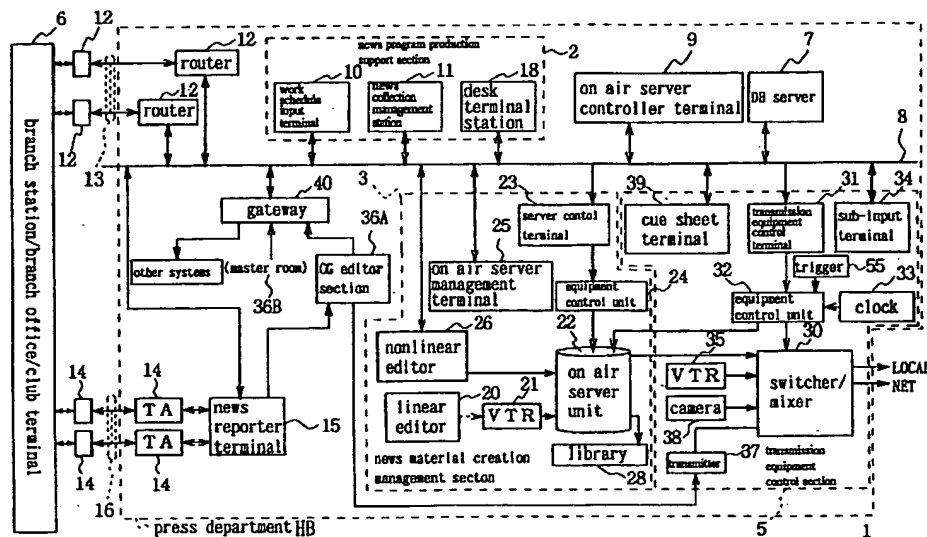 6
12
12
router
12
router
12
13
news program production
support section
2
10
work
schedule
input
terminal
11
news
collection
management
station
18
desk
terminal
station
9
on air server
controller terminal
7
DB server
8
3
40
gateway
other systems
(master room)
36B
36A
CG editor
section
23
server contol
terminal
25
on air server
management
terminal
24
equipment
control unit
39
cue sheet
terminal
31
transmission
equipment
control
terminal
34
sub-input
terminal
trigger
55
33
clock
32
equipment
control unit
30
26
nonlinear
editor
22
on air
server
unit
20
linear
editor
21
VTR
library
28
news material creation
management secton
35
VTR
camera
38
switcher/
mixer
LOCAL
NET
transmitter
37
transmission
equipment
control section
5
1
branch station/branch office/club terminal
14
14
TA
14
TA
14
16
news
reporter
terminal
15
press department HB